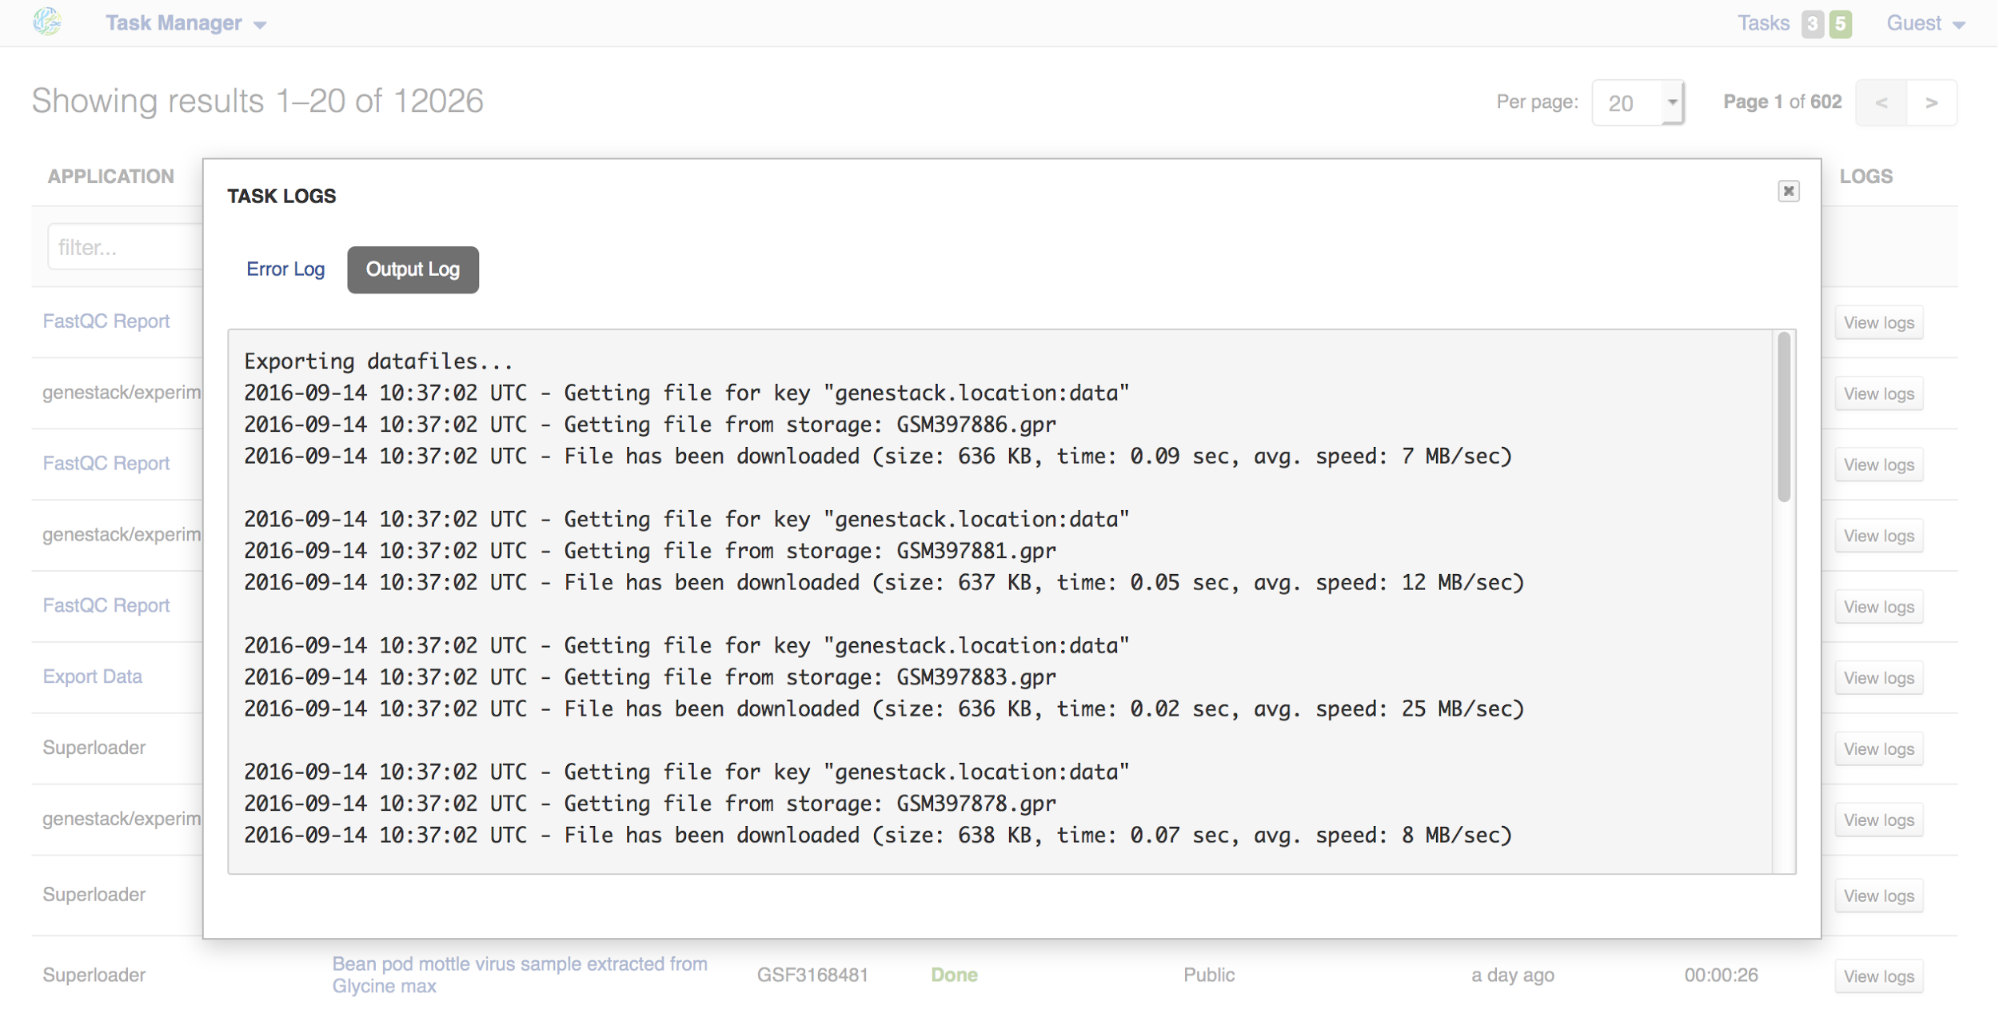 Task Manager
Tasks 3 5 Guest
Showing results 1–20 of 12026
Per page: 20 Page 1 of 602 < >
APPLICATION
LOGS
TASK LOGS
filter...
Error Log Output Log
Exporting datafiles...
2016-09-14 10:37:02 UTC - Getting file for key "genestack.location:data"
2016-09-14 10:37:02 UTC - Getting file from storage: GSM397886.gpr
2016-09-14 10:37:02 UTC - File has been downloaded (size: 636 KB, time: 0.09 sec, avg. speed: 7 MB/sec)
2016-09-14 10:37:02 UTC - Getting file for key "genestack.location:data"
2016-09-14 10:37:02 UTC - Getting file from storage: GSM397881.gpr
2016-09-14 10:37:02 UTC - File has been downloaded (size: 637 KB, time: 0.05 sec, avg. speed: 12 MB/sec)
2016-09-14 10:37:02 UTC - Getting file for key "genestack.location:data"
2016-09-14 10:37:02 UTC - Getting file from storage: GSM397883.gpr
2016-09-14 10:37:02 UTC - File has been downloaded (size: 636 KB, time: 0.02 sec, avg. speed: 25 MB/sec)
2016-09-14 10:37:02 UTC - Getting file for key "genestack.location:data"
2016-09-14 10:37:02 UTC - Getting file from storage: GSM397878.gpr
2016-09-14 10:37:02 UTC - File has been downloaded (size: 638 KB, time: 0.07 sec, avg. speed: 8 MB/sec)
FastQC Report
View logs
genestack/experim
View logs
FastQC Report
View logs
genestack/experim
View logs
FastQC Report
View logs
Export Data
View logs
Superloader
View logs
genestack/experim
View logs
Superloader
View logs
Superloader
Bean pod mottle virus sample extracted from
Glycine max
GSF3168481 Done Public a day ago 00:00:26 View logs